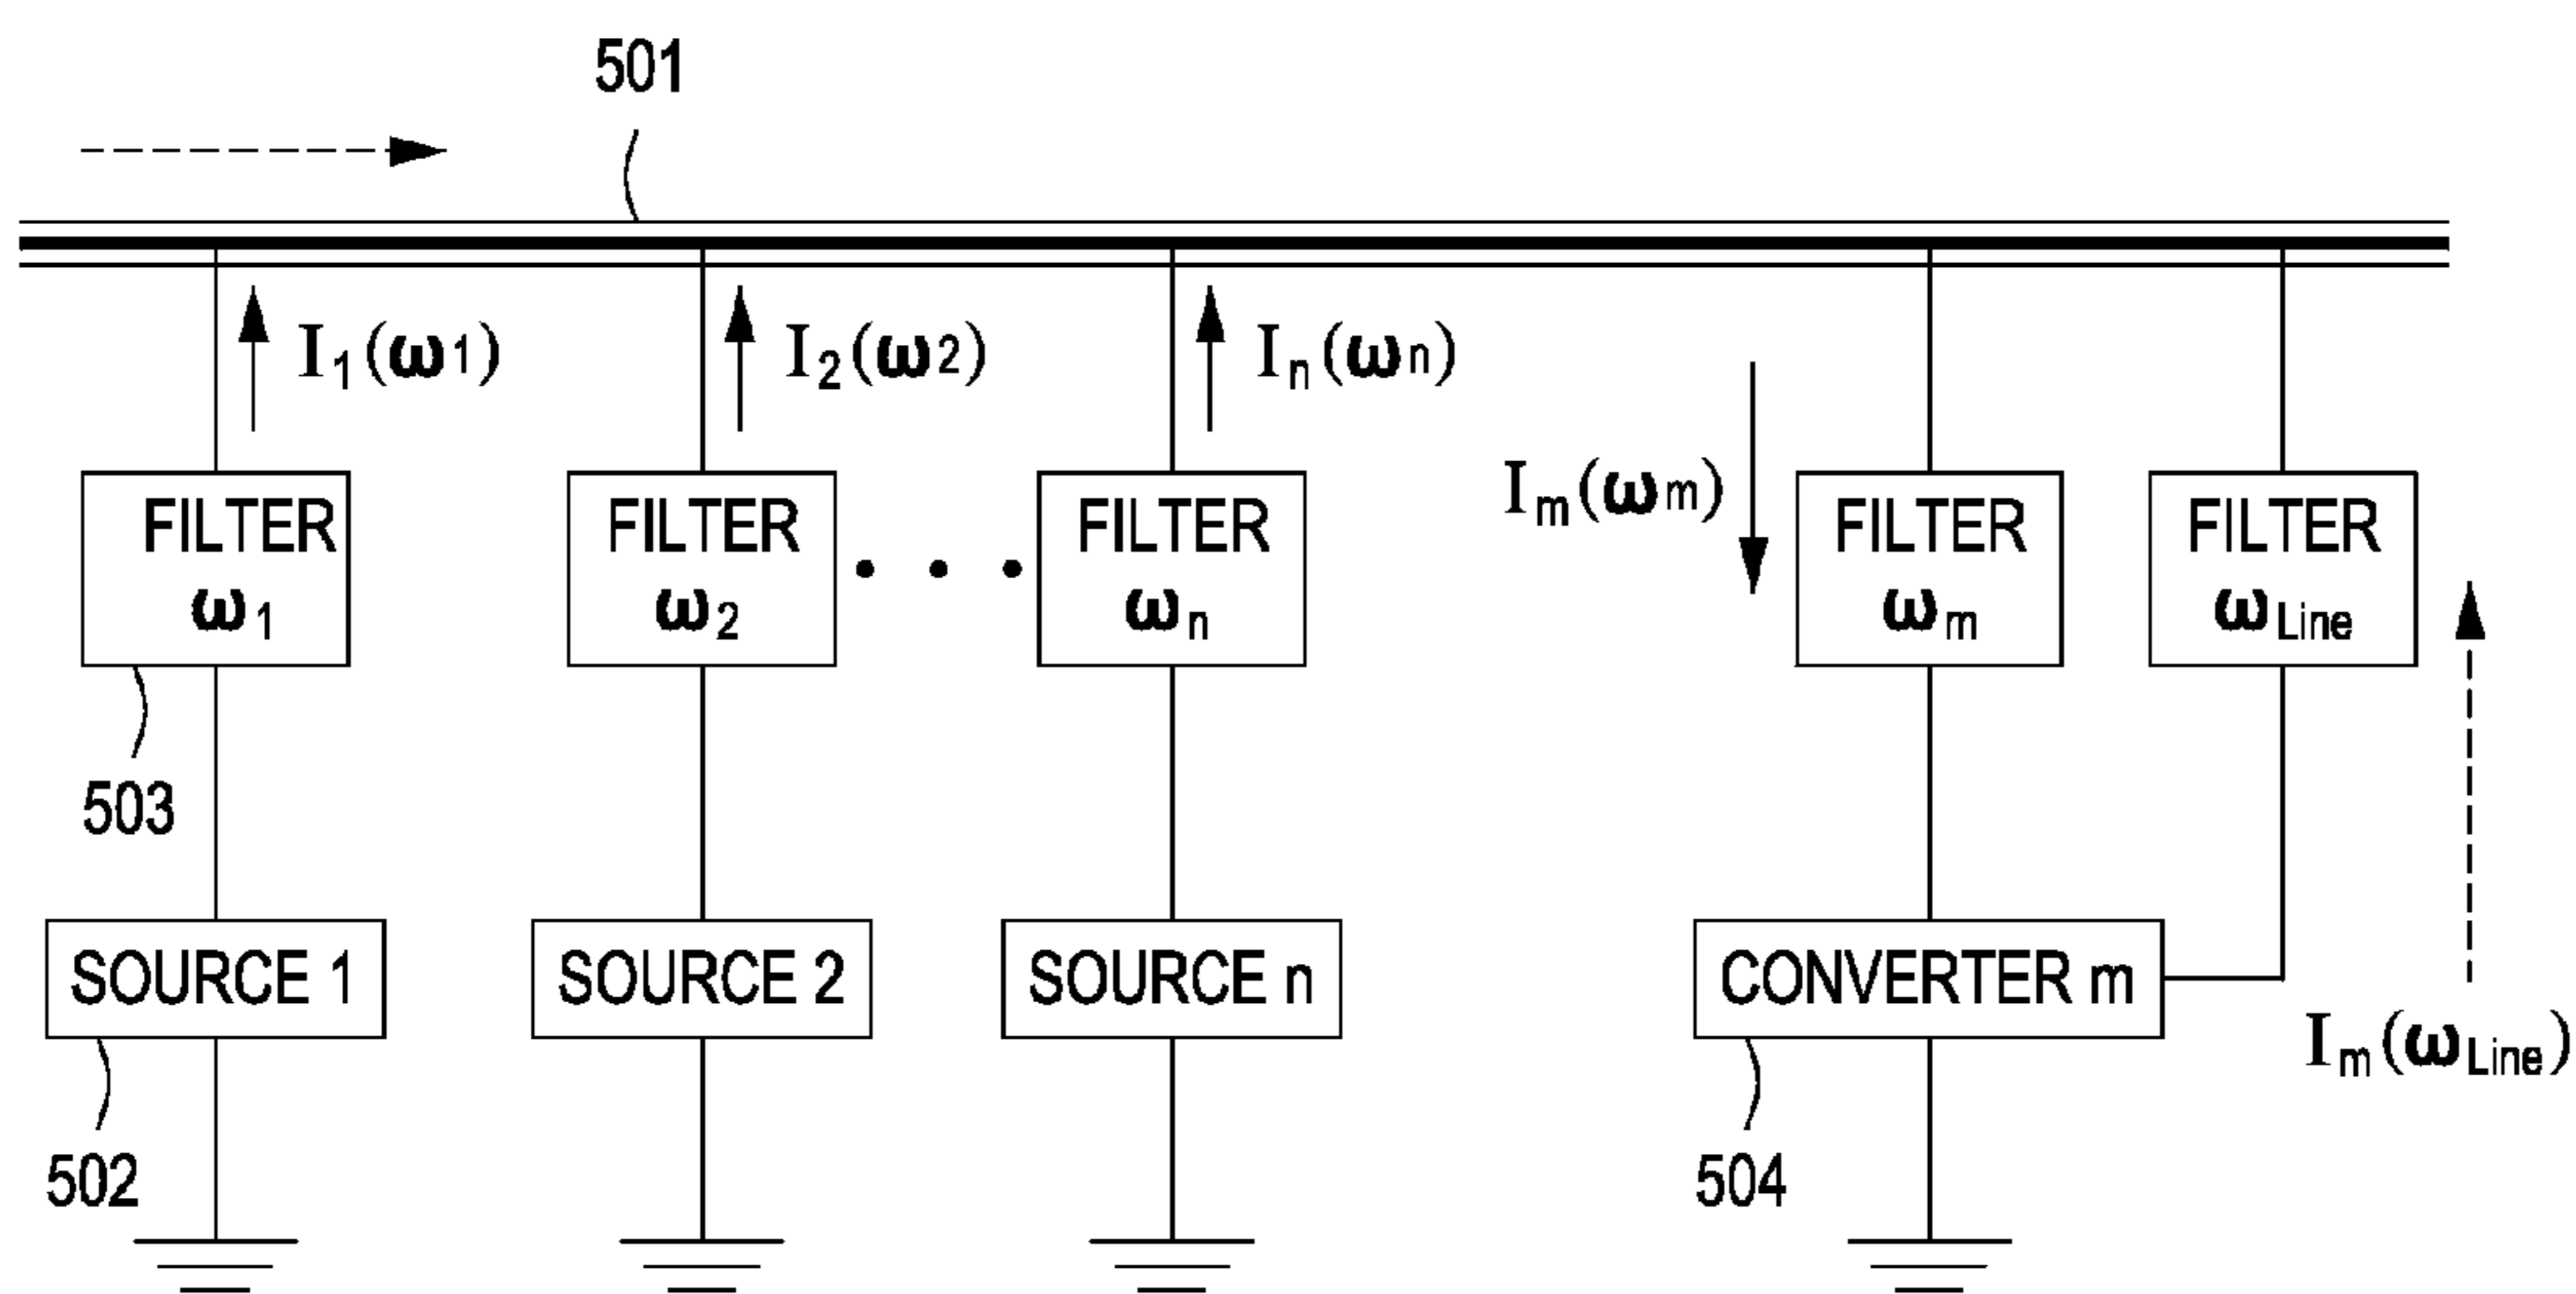 501
I1(ω1)
I2(ω2)
In(ωn)
Im(ωm)
FILTER
ω1
FILTER
ω2
• • •
FILTER
ωn
FILTER
ωm
FILTER
ωLine
503
SOURCE 1
SOURCE 2
SOURCE n
CONVERTER m
Im(ωLine)
502
504